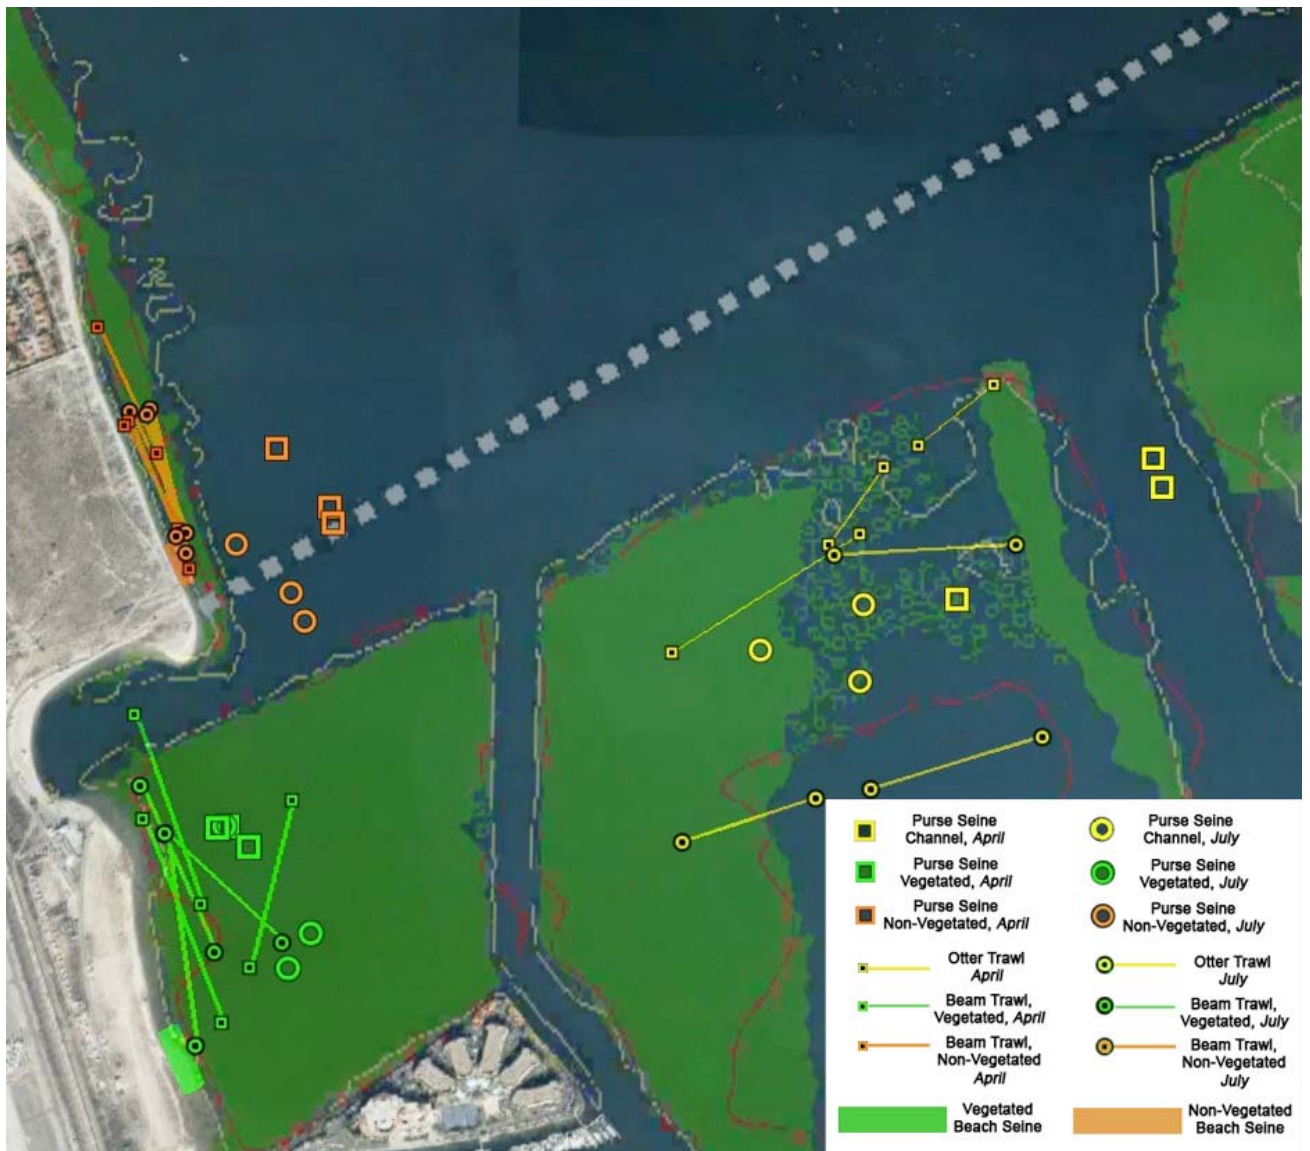 Purse Seine
Channel, April
Purse Seine
Channel, July
Purse Seine
Vegetated, April
Purse Seine
Vegetated, July
Purse Seine
Non-Vegetated, April
Purse Seine
Non-Vegetated, July
Otter Trawl
April
Otter Trawl
July
Beam Trawl,
Vegetated, April
Beam Trawl,
Vegetated, July
Beam Trawl,
Non-Vegetated
April
Beam Trawl,
Non-Vegetated
July
Vegetated
Beach Seine
Non-Vegetated
Beach Seine